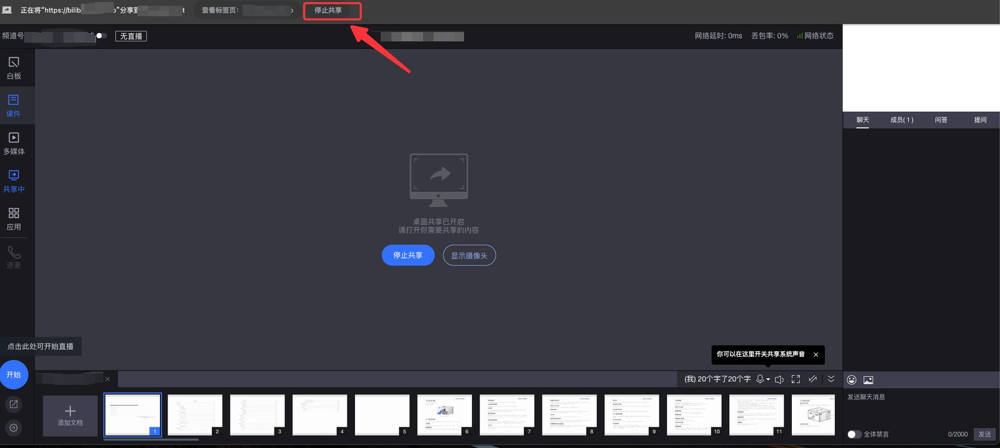 正在将“https://bilib
”分享到
t
查看标签页：
停止共享
频道号
无直播
网络延时: 0ms
丢包率: 0%
网络状态
白板
课件
多媒体
共享中
应用
连麦
桌面共享已开启
请打开你需要共享的内容
停止共享
显示摄像头
聊天
成员( 1 )
问答
提问
点击此处可开始直播
开始
你可以在这里开关共享系统声音
(我) 20个字了20个字
添加文档
1
2
3
4
5
6
7
8
9
10
11
发送聊天消息
全体禁言
0/2000
发送